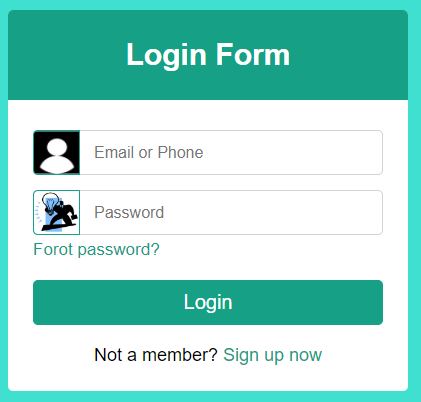 Login Form
Email or Phone
Password
Forot password?
Login
Not a member? Sign up now